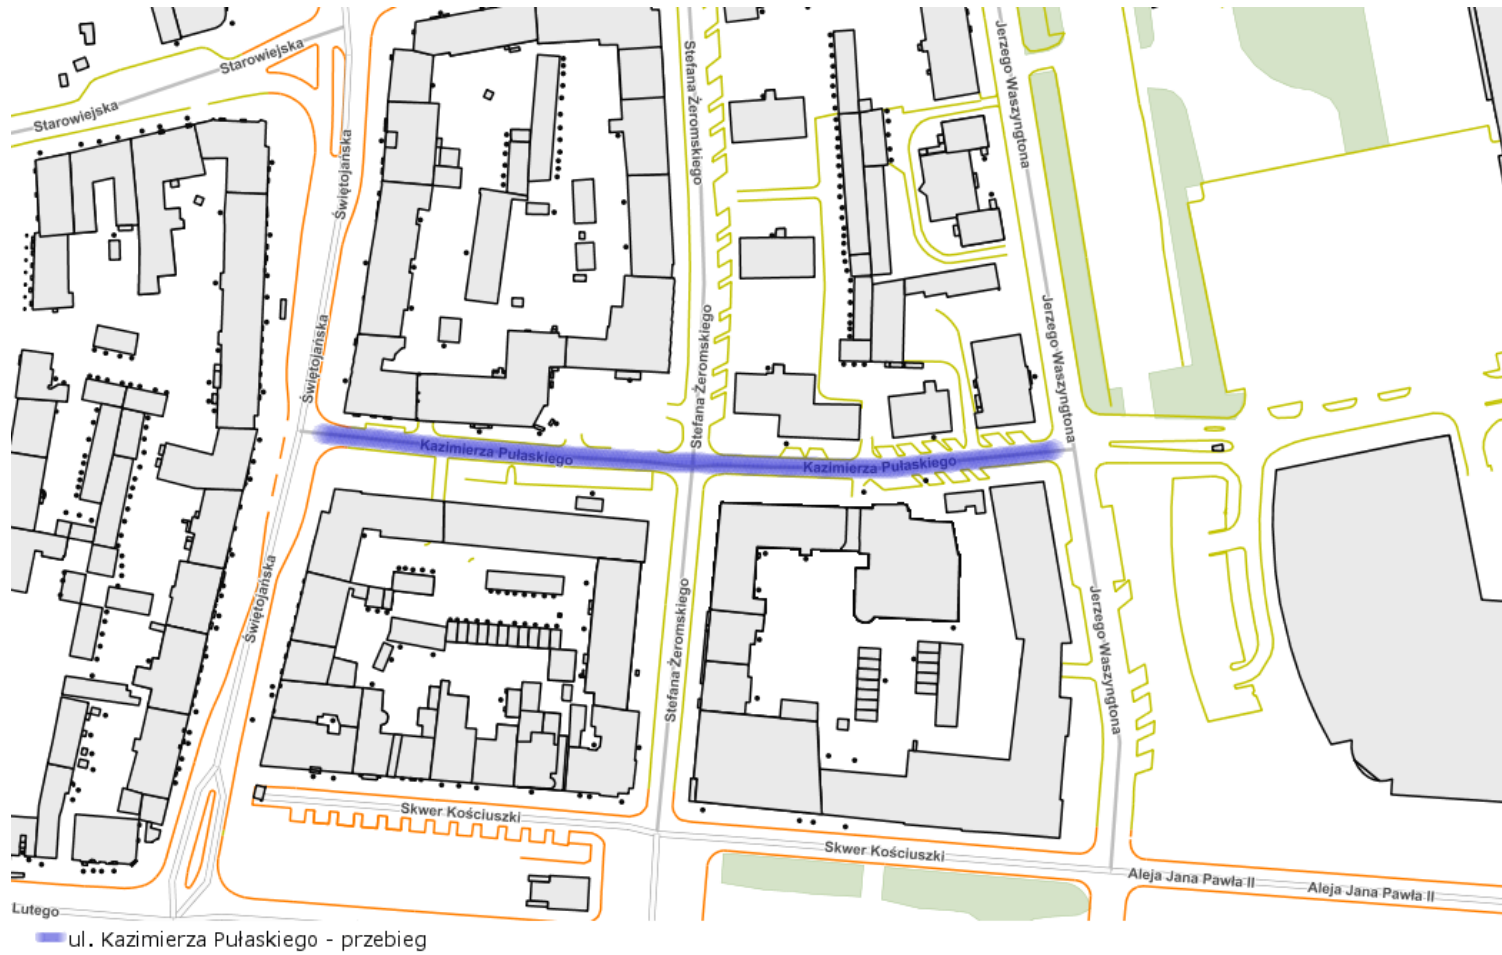 Starowiejska
Starowiejska
Świętojańska
Stefana Żeromskiego
Jerzego Waszyngtona
Świętojańska
Stefana Żeromskiego
Jerzego Waszyngtona
Kazimierza Pułaskiego
Kazimierza Pułaskiego
Świętojańska
Stefana Żeromskiego
Jerzego Waszyngtona
Skwer Kościuszki
Skwer Kościuszki
Aleja Jana Pawła II
Aleja Jana Pawła II
Lutego
ul. Kazimierza Pułaskiego - przebieg